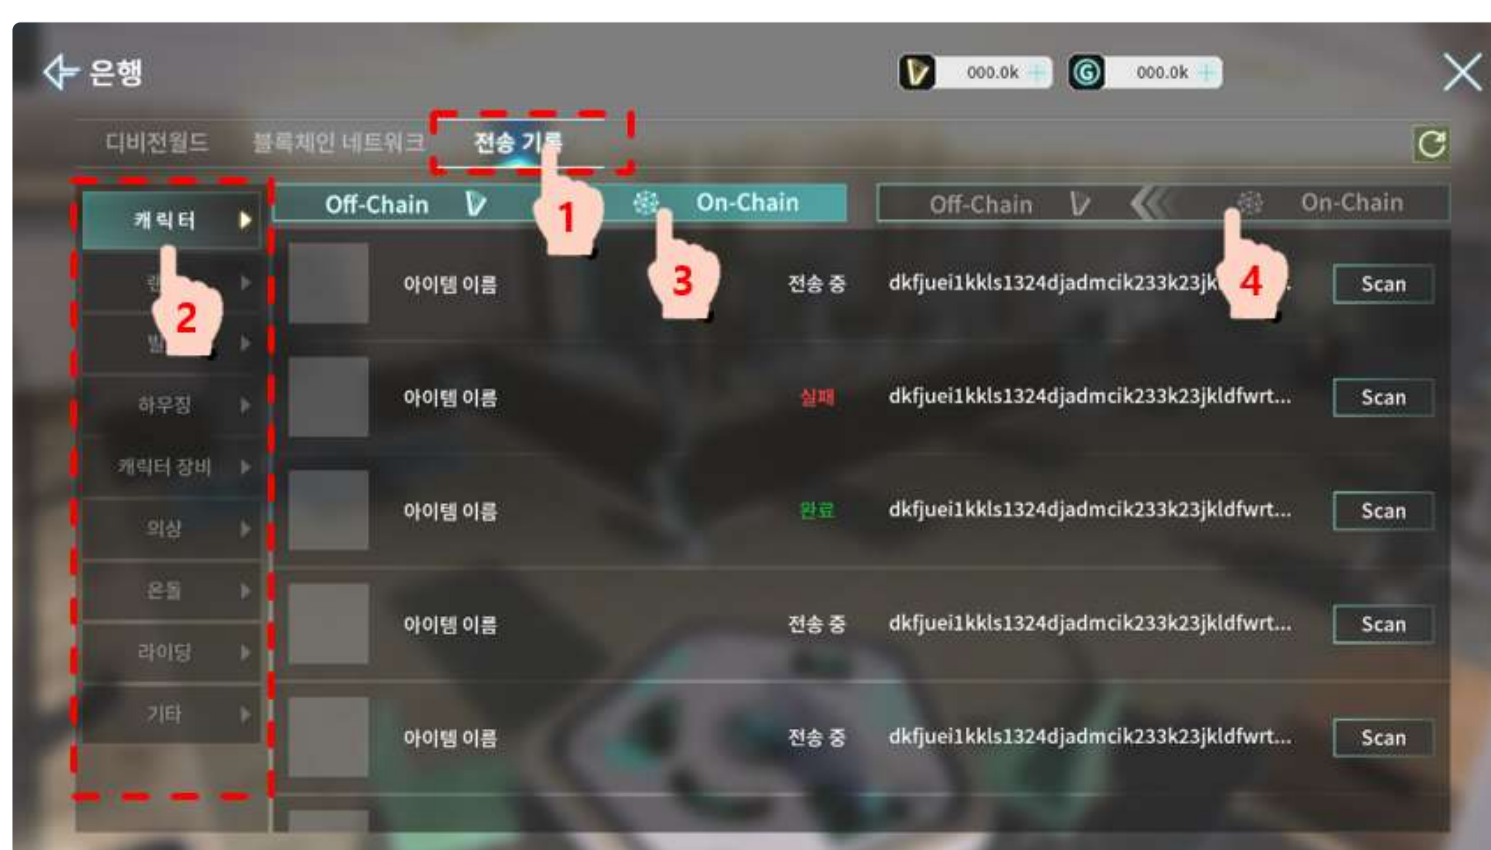 은행
000.0k
G
000.0k
디비전월드
블록체인 네트워크
전송 기록
Off-Chain
On-Chain
Off-Chain
On-Chain
1
2
3
4
캐릭터
하우징
캐릭터 장비
의상
온돌
라이딩
기타
아이템 이름 전송 중 dkfjuei1kkls1324djadmcik233k23jk Scan
아이템 이름 실패 dkfjuei1kkls1324djadmcik233k23jkldfwrt... Scan
아이템 이름 완료 dkfjuei1kkls1324djadmcik233k23jkldfwrt... Scan
아이템 이름 전송 중 dkfjuei1kkls1324djadmcik233k23jkldfwrt... Scan
아이템 이름 전송 중 dkfjuei1kkls1324djadmcik233k23jkldfwrt... Scan